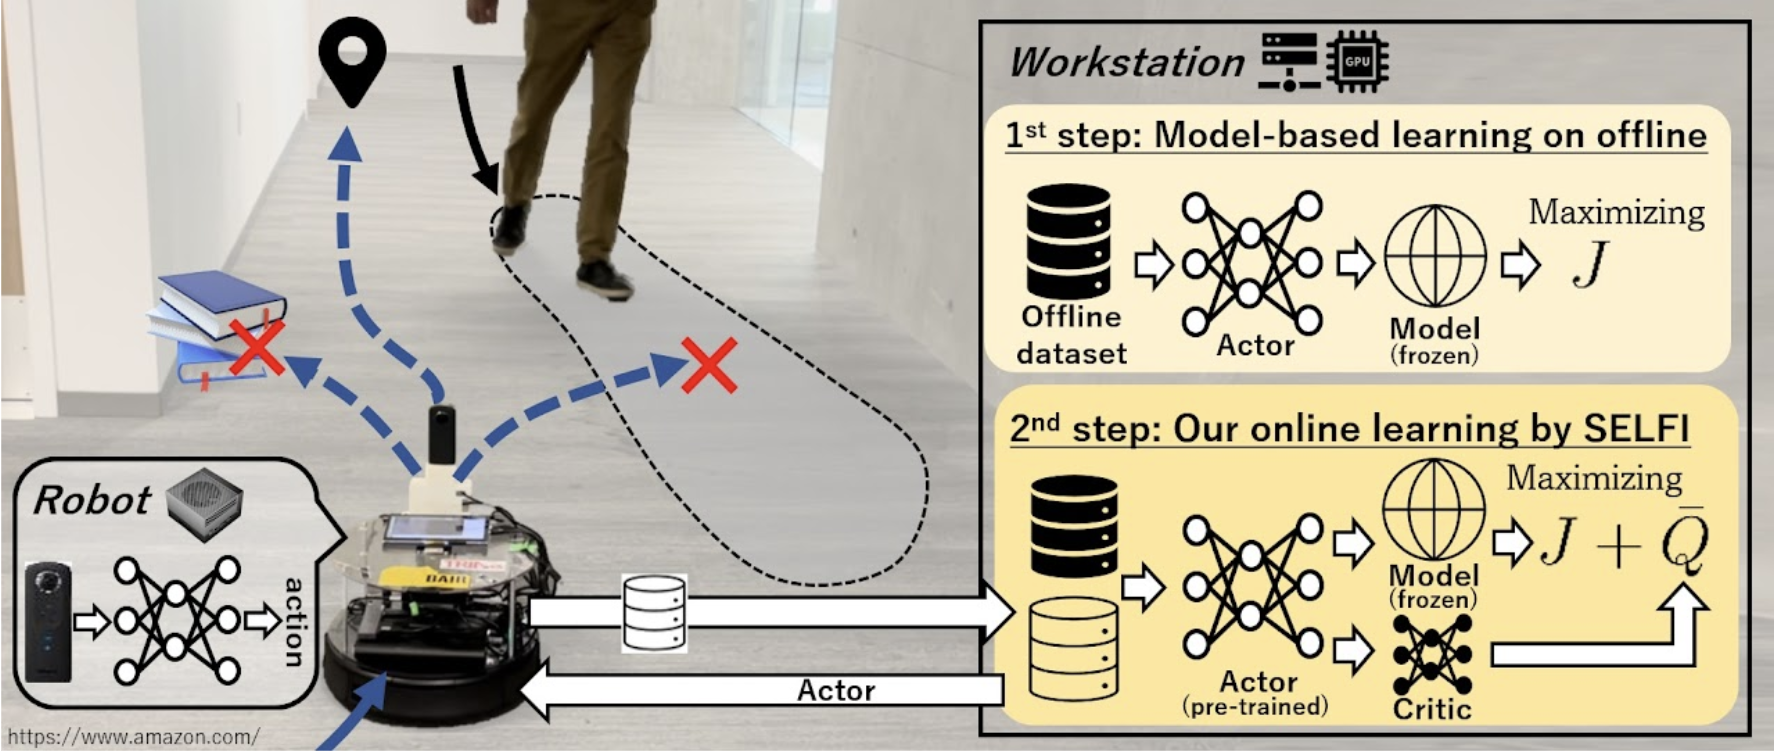 Workstation
GPU
1st step: Model-based learning on offline
Maximizing
J
Offline
dataset
Actor
Model
(frozen)
2nd step: Our online learning by SELFI
Maximizing
J + Q̄
Model
(frozen)
Actor
(pre-trained)
Critic
Robot
action
BAIR
Actor
https://www.amazon.com/